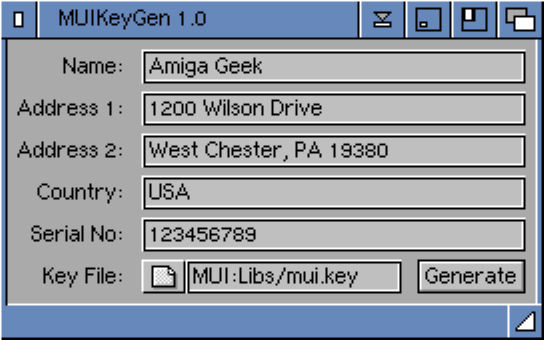 MUIKeyGen 1.0
Name: Amiga Geek
Address 1: 1200 Wilson Drive
Address 2: West Chester, PA 19380
Country: USA
Serial No: 123456789
Key File: MUI:Libs/mui.key Generate